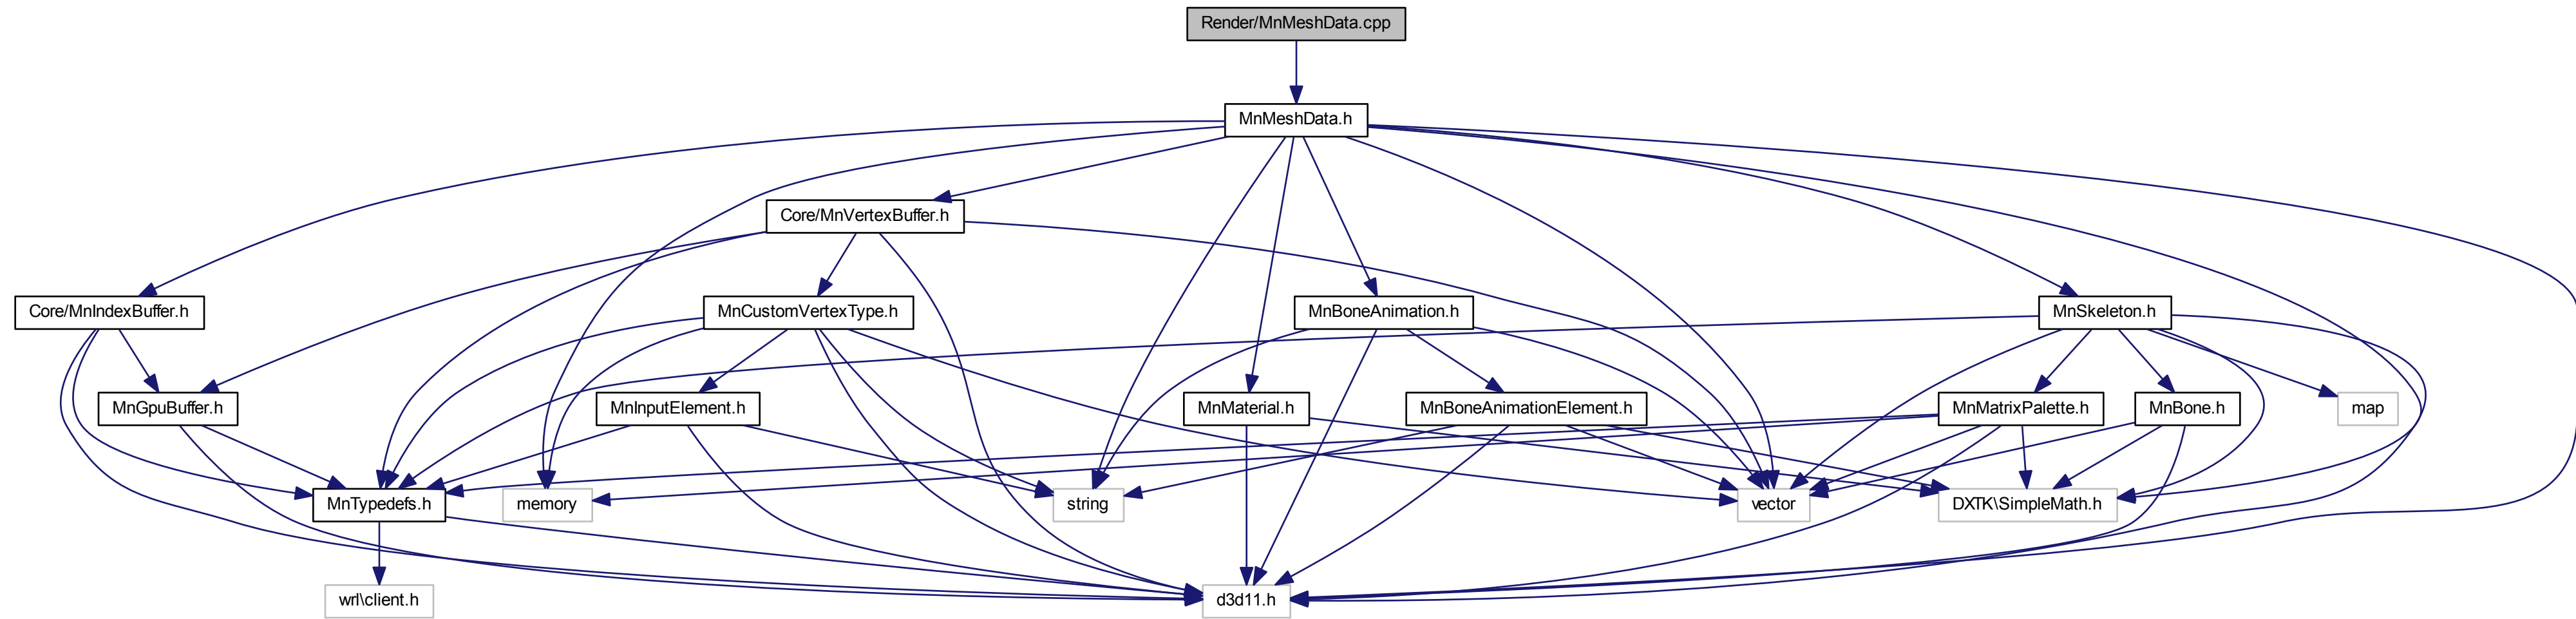 Render/MnMeshData.cpp
MnMeshData.h
Core/MnVertexBuffer.h
Core/MnIndexBuffer.h
MnCustomVertexType.h
MnBoneAnimation.h
MnSkeleton.h
MnGpuBuffer.h
MnInputElement.h
MnMaterial.h
MnBoneAnimationElement.h
MnMatrixPalette.h
MnBone.h
map
MnTypedefs.h
memory
string
vector
DXTK\SimpleMath.h
wrl\client.h
d3d11.h